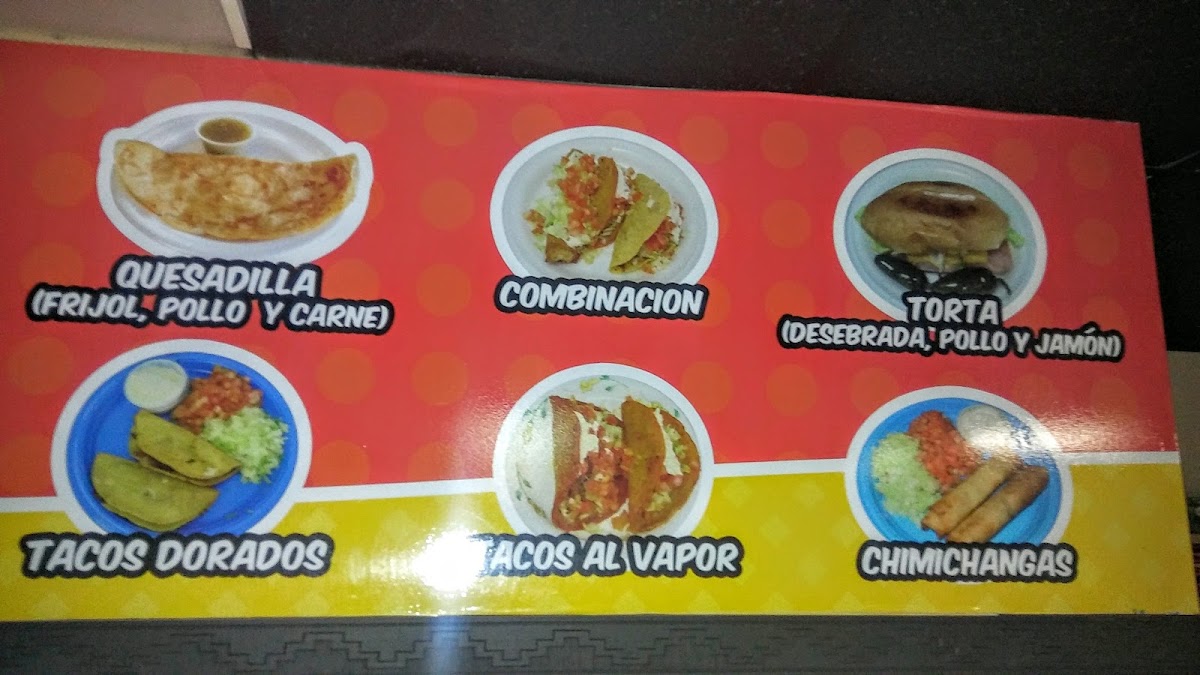 QUESADILLA
(FRIJOL, POLLO Y CARNE)
COMBINACION
TORTA
(DESEBRADA, POLLO Y JAMÓN)
TACOS DORADOS
TACOS AL VAPOR
CHIMICHANGAS